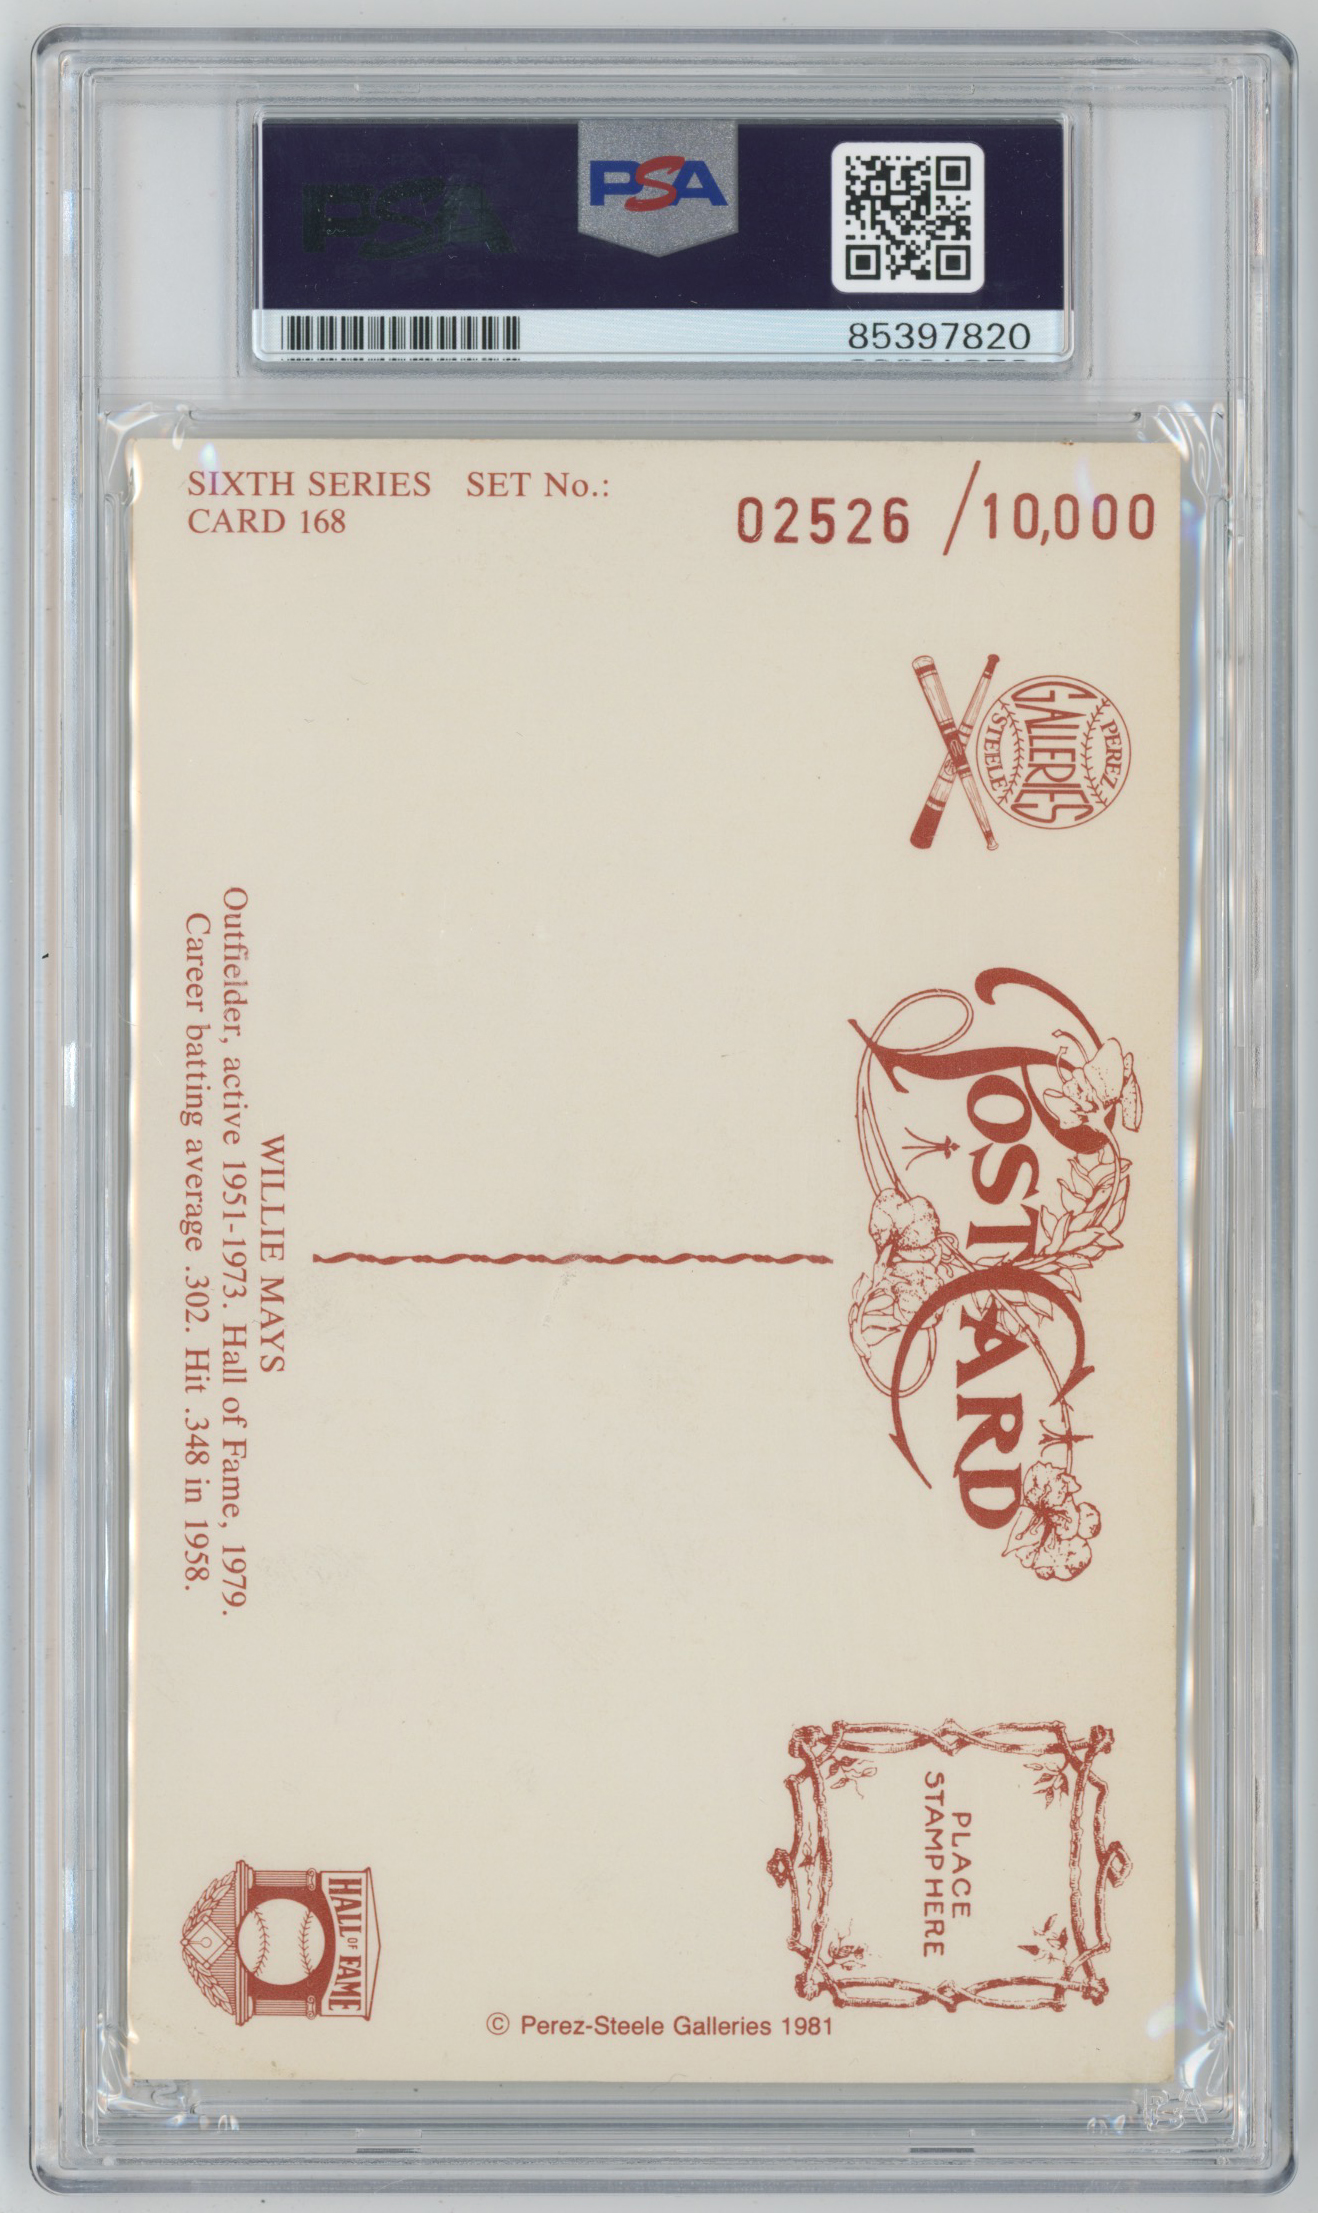 PSA
PSA
85397820
SIXTH SERIES SET No.:
CARD 168
02526 /10,000
PEREZ
GALLERIES
STEELE
POST CARD
WILLIE MAYS
Outfielder, active 1951-1973. Hall of Fame, 1979.
Career batting average .302. Hit .348 in 1958.
PLACE
STAMP HERE
HALL OF FAME
© Perez-Steele Galleries 1981
PSA